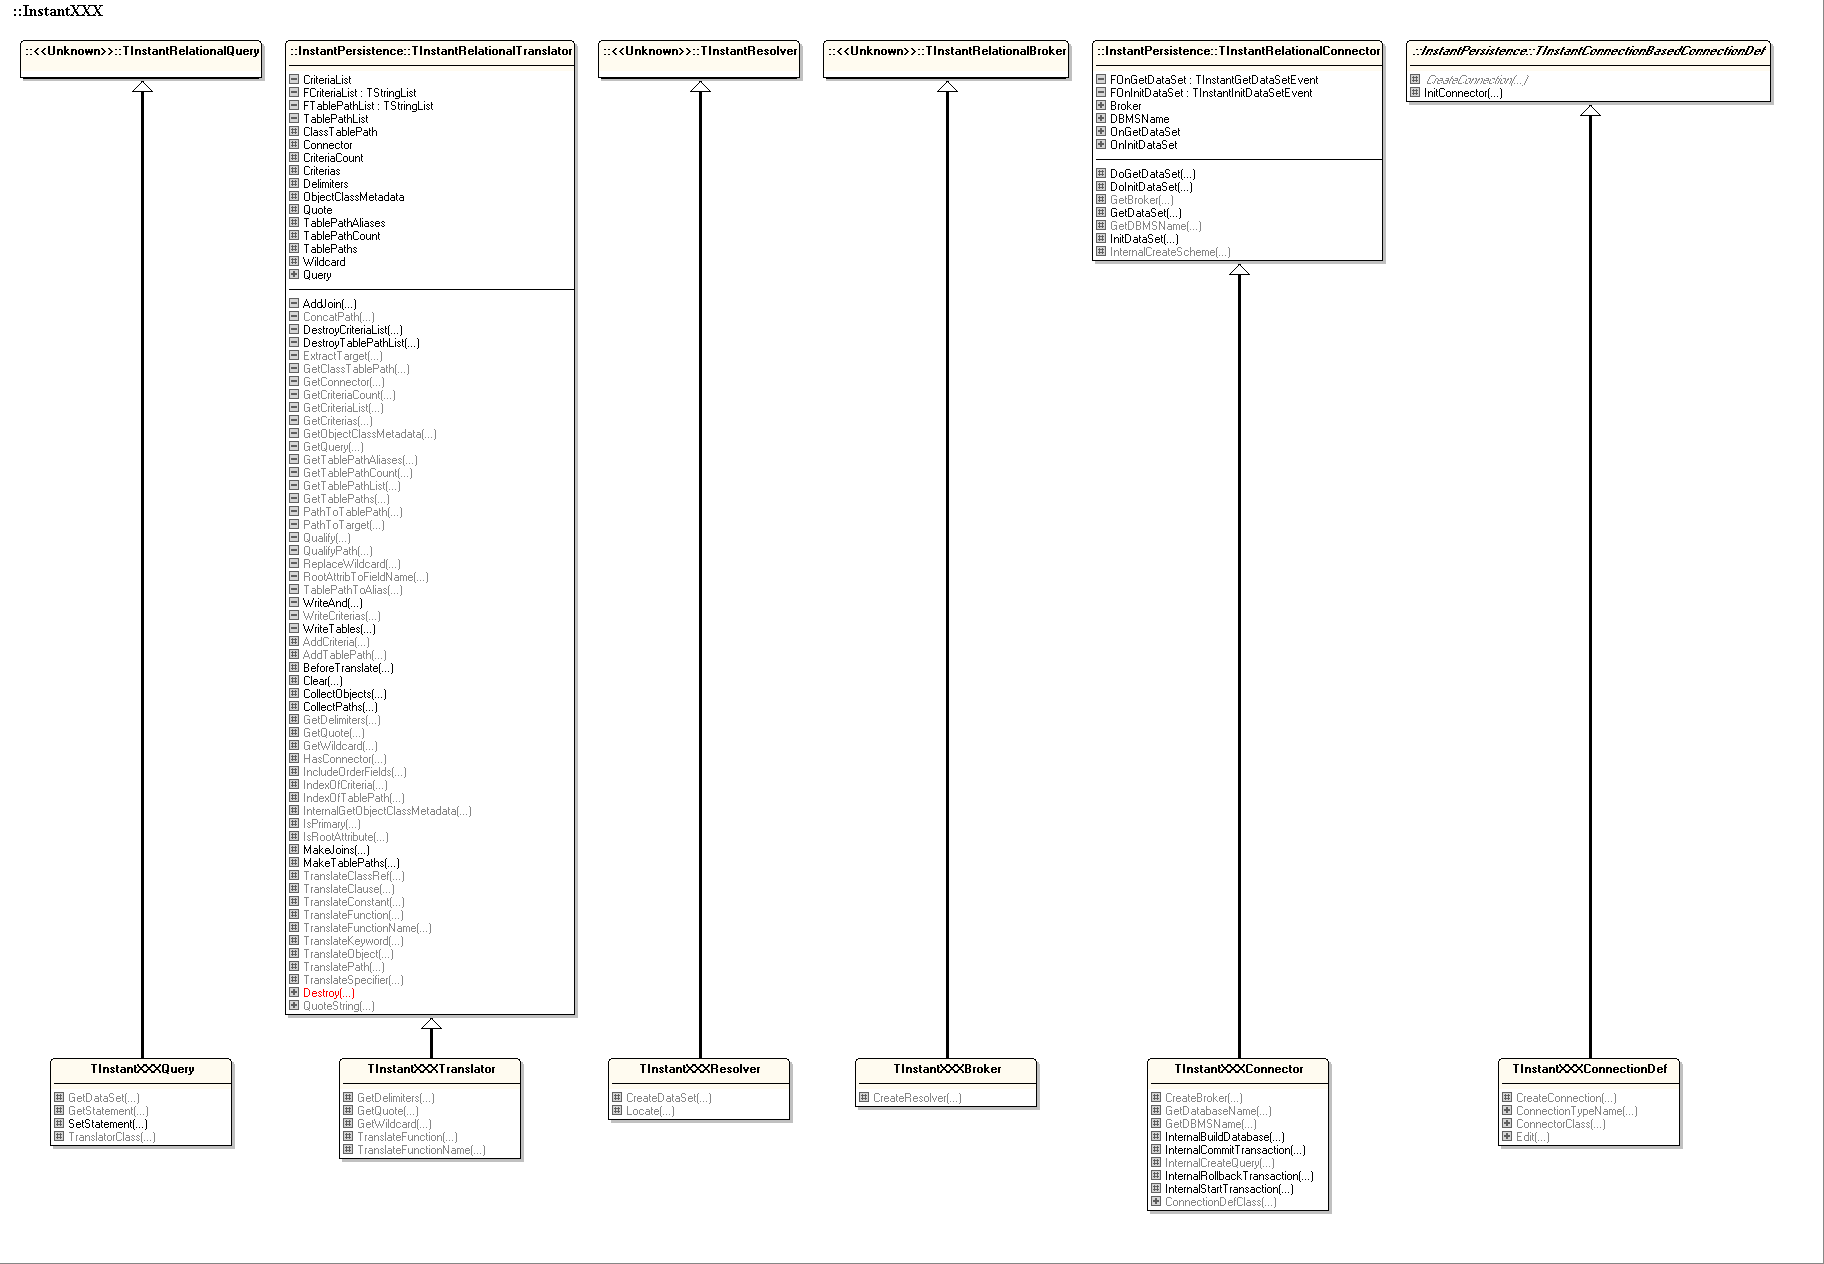 ::InstantXXX
::<<Unknown>>::TInstantRelationalQuery
::InstantPersistence::TInstantRelationalTranslator
CriteriaList
FCriteriaList : TStringList
FTablePathList : TStringList
TablePathList
ClassTablePath
Connector
CriteriaCount
Criterias
Delimiters
ObjectClassMetadata
Quote
TablePathAliases
TablePathCount
TablePaths
Wildcard
Query
AddJoin(...)
ConcatPath(...)
DestroyCriteriaList(...)
DestroyTablePathList(...)
ExtractTarget(...)
GetClassTablePath(...)
GetConnector(...)
GetCriteriaCount(...)
GetCriteriaList(...)
GetCriterias(...)
GetObjectClassMetadata(...)
GetQuery(...)
GetTablePathAliases(...)
GetTablePathCount(...)
GetTablePathList(...)
GetTablePaths(...)
PathToTablePath(...)
PathToTarget(...)
Qualify(...)
QualifyPath(...)
ReplaceWildcard(...)
RootAttribToFieldName(...)
TablePathToAlias(...)
WriteAnd(...)
WriteCriterias(...)
WriteTables(...)
AddCriteria(...)
AddTablePath(...)
BeforeTranslate(...)
Clear(...)
CollectObjects(...)
CollectPaths(...)
GetDelimiters(...)
GetQuote(...)
GetWildcard(...)
HasConnector(...)
IncludeOrderFields(...)
IndexOfCriteria(...)
IndexOfTablePath(...)
InternalGetObjectClassMetadata(...)
IsPrimary(...)
IsRootAttribute(...)
MakeJoins(...)
MakeTablePaths(...)
TranslateClassRef(...)
TranslateClause(...)
TranslateConstant(...)
TranslateFunction(...)
TranslateFunctionName(...)
TranslateKeyword(...)
TranslateObject(...)
TranslatePath(...)
TranslateSpecifier(...)
Destroy(...)
QuoteString(...)
::<<Unknown>>::TInstantResolver
::<<Unknown>>::TInstantRelationalBroker
::InstantPersistence::TInstantRelationalConnector
FOnGetDataSet : TInstantGetDataSetEvent
FOnInitDataSet : TInstantInitDataSetEvent
Broker
DBMSName
OnGetDataSet
OnInitDataSet
DoGetDataSet(...)
DoInitDataSet(...)
GetBroker(...)
GetDataSet(...)
GetDBMSName(...)
InitDataSet(...)
InternalCreateScheme(...)
::InstantPersistence::TInstantConnectionBasedConnectionDef
CreateConnection(...)
InitConnector(...)
TInstantXXXQuery
GetDataSet(...)
GetStatement(...)
SetStatement(...)
TranslatorClass(...)
TInstantXXXTranslator
GetDelimiters(...)
GetQuote(...)
GetWildcard(...)
TranslateFunction(...)
TranslateFunctionName(...)
TInstantXXXResolver
CreateDataSet(...)
Locate(...)
TInstantXXXBroker
CreateResolver(...)
TInstantXXXConnector
CreateBroker(...)
GetDatabaseName(...)
GetDBMSName(...)
InternalBuildDatabase(...)
InternalCommitTransaction(...)
InternalCreateQuery(...)
InternalRollbackTransaction(...)
InternalStartTransaction(...)
ConnectionDefClass(...)
TInstantXXXConnectionDef
CreateConnection(...)
ConnectionTypeName(...)
ConnectorClass(...)
Edit(...)